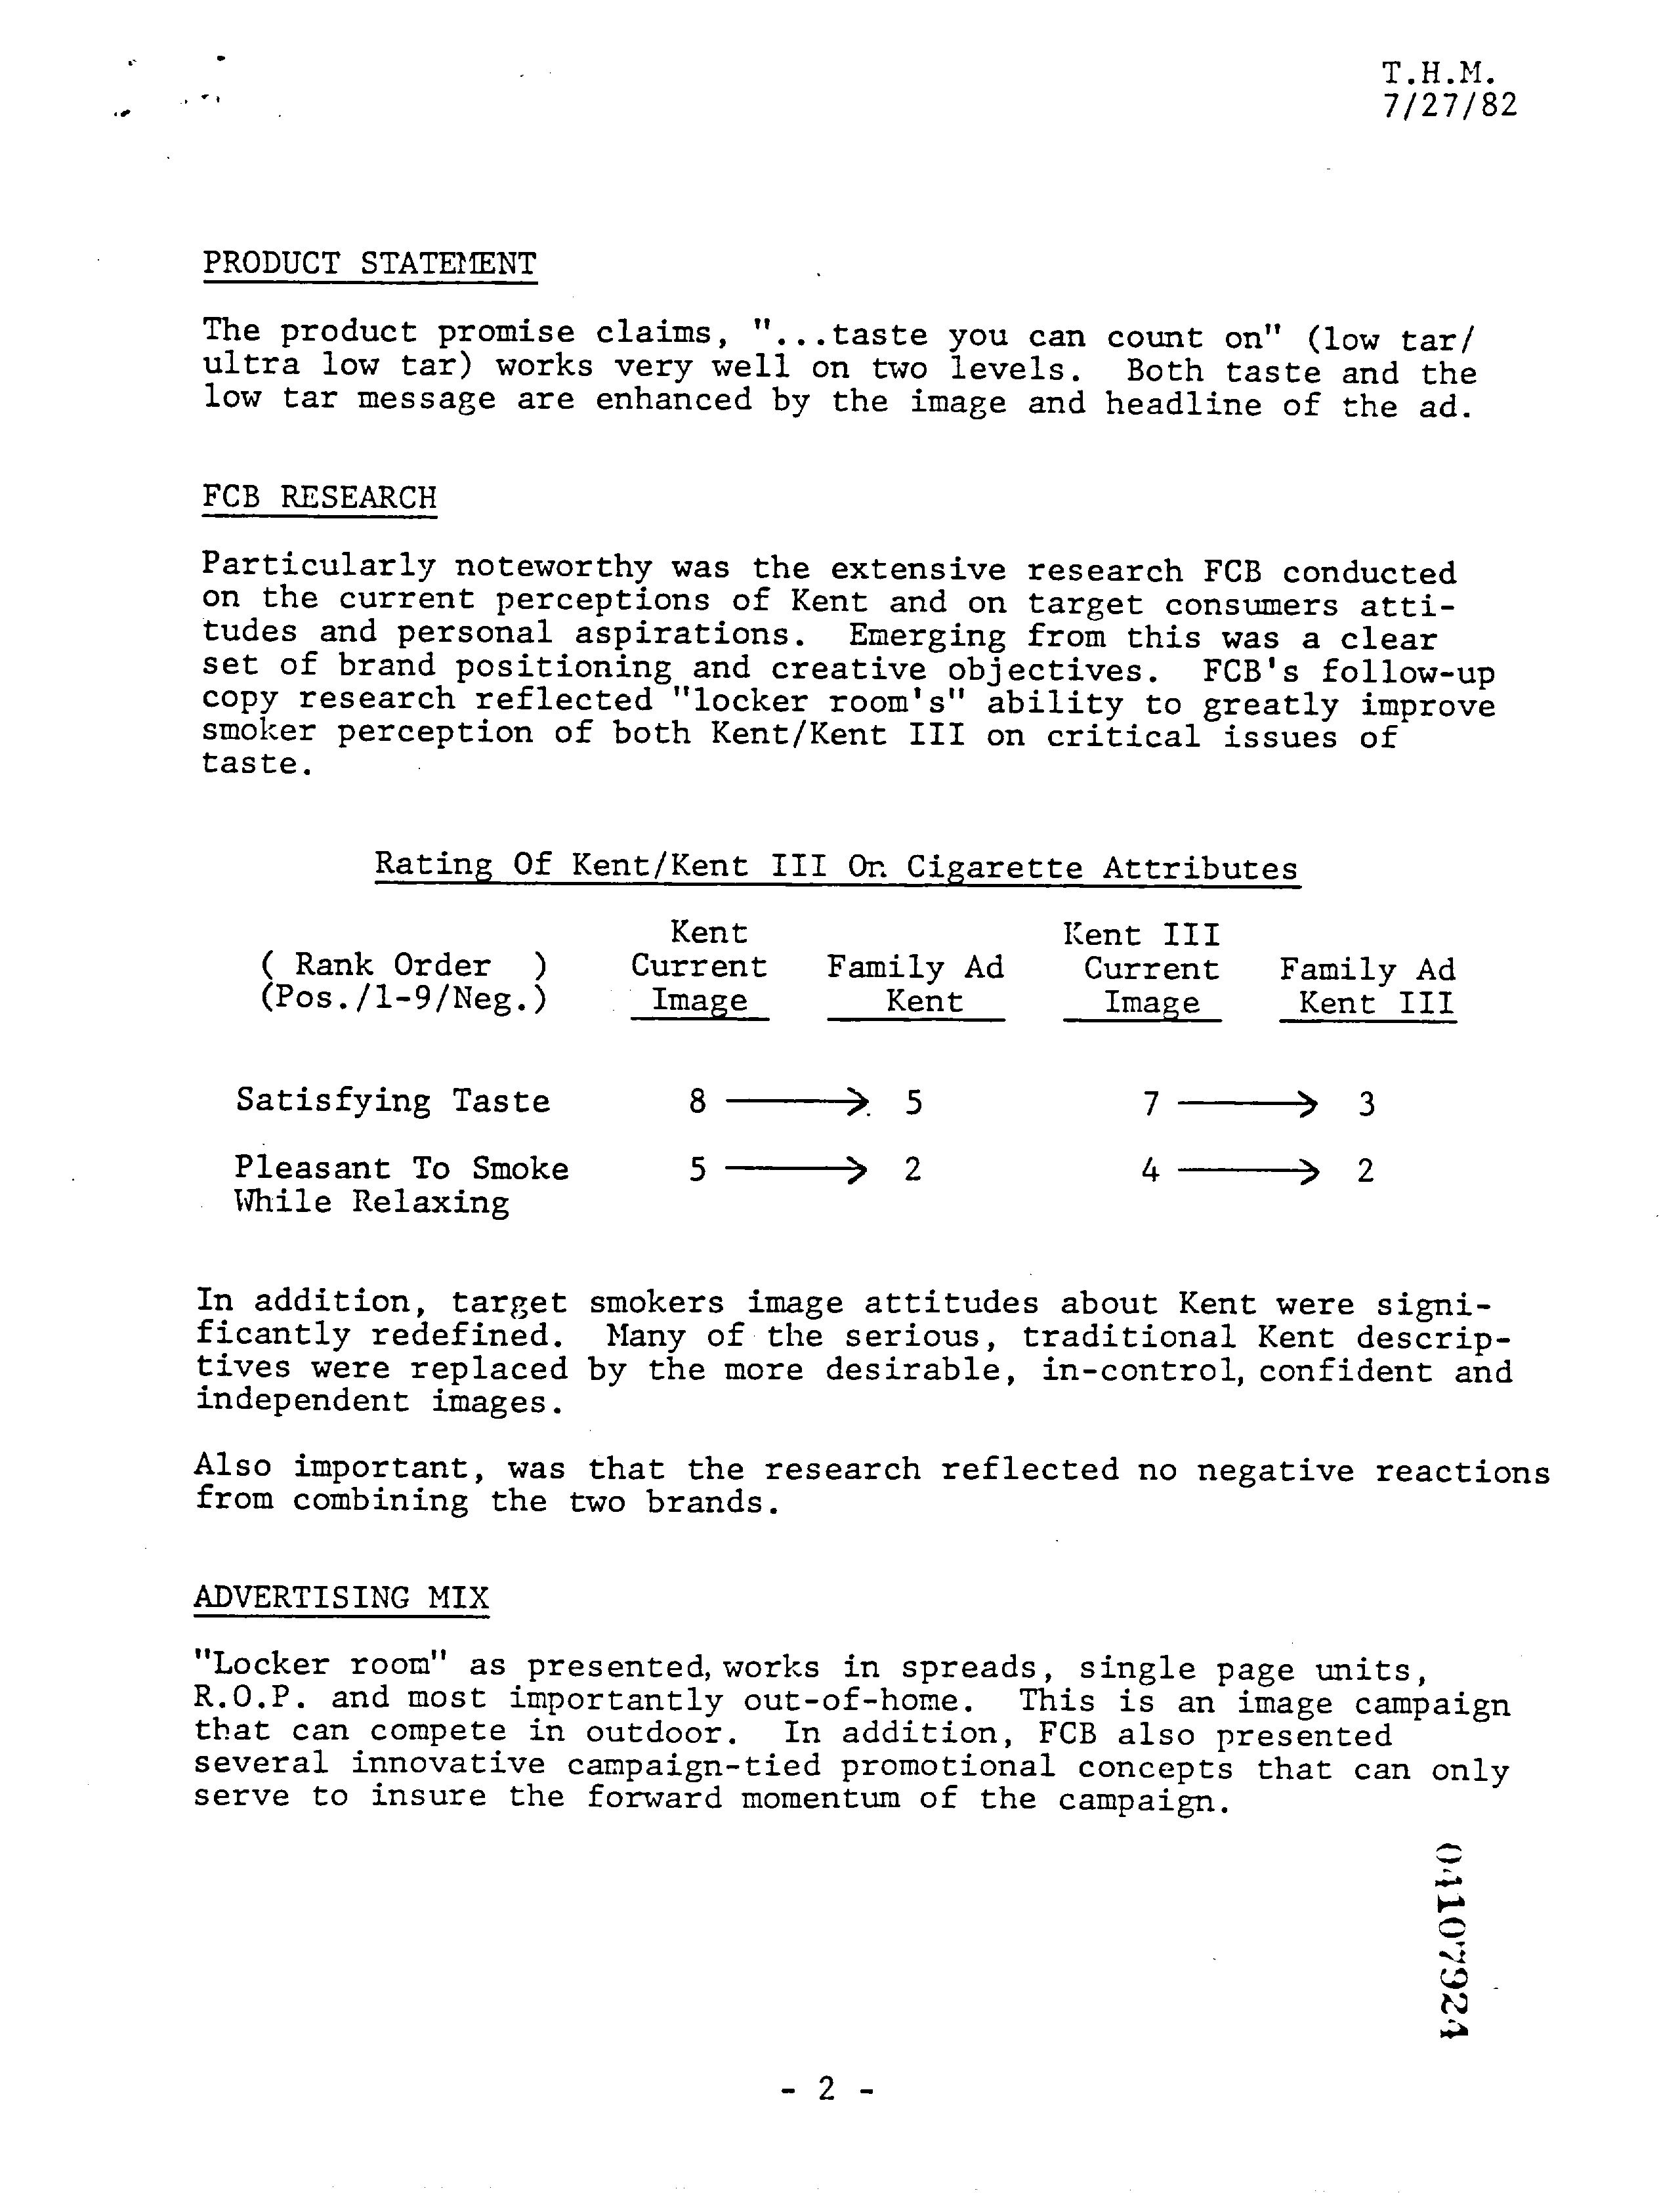 T.H.M.
7/27/82
PRODUCT STATEMENT
The product promise claims, "...taste you can count on" (low tar/
ultra low tar) works very well on two levels. Both taste and the
low tar message are enhanced by the image and headline of the ad.
FCB RESEARCH
Particularly noteworthy was the extensive research FCB conducted
on the current perceptions of Kent and on target consumers atti-
tudes and personal aspirations. Emerging from this was a clear
set of brand positioning and creative objectives. FCB's follow-up
copy research reflected "locker room's" ability to greatly improve
smoker perception of both Kent/Kent III on critical issues of
taste.
Rating Of Kent/Kent III On Cigarette Attributes
Kent Kent III
( Rank Order ) Current Family Ad Current Family Ad
(Pos./1-9/Neg.) Image Kent Image Kent III
Satisfying Taste 8 → 5 7 → 3
Pleasant To Smoke 5 → 2 4 → 2
While Relaxing
In addition, target smokers image attitudes about Kent were signi-
ficantly redefined. Many of the serious, traditional Kent descrip-
tives were replaced by the more desirable, in-control, confident and
independent images.
Also important, was that the research reflected no negative reactions
from combining the two brands.
ADVERTISING MIX
"Locker room" as presented, works in spreads, single page units,
R.O.P. and most importantly out-of-home. This is an image campaign
that can compete in outdoor. In addition, FCB also presented
several innovative campaign-tied promotional concepts that can only
serve to insure the forward momentum of the campaign.
04107924
- 2 -